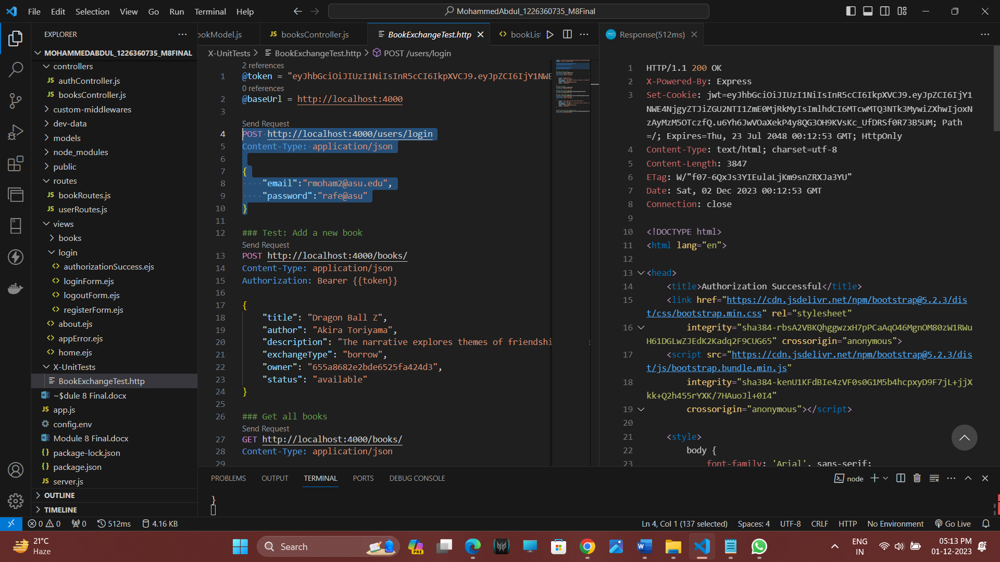 File Edit Selection View Go Run Terminal Help
MohammedAbdul_1226360735_M8Final
EXPLORER
MOHAMMEDABDUL_1226360735_M8FINAL
controllers
authController.js
booksController.js
custom-middlewares
dev-data
models
node_modules
public
routes
bookRoutes.js
userRoutes.js
views
books
login
authorizationSuccess.ejs
loginForm.ejs
logoutForm.ejs
registerForm.ejs
about.ejs
appError.ejs
home.ejs
X-UnitTests
BookExchangeTest.http
~$dule 8 Final.docx
app.js
config.env
Module 8 Final.docx
package-lock.json
package.json
server.js
OUTLINE
TIMELINE
ookModel.js
booksController.js
BookExchangeTest.http
bookList
X-UnitTests > BookExchangeTest.http > POST /users/login
2 references
1 @token = "eyJhbGciOiJIUzI1NiIsInR5cCI6IkpXVCJ9.eyJpZCI6IjY1NWE
0 references
2 @baseUrl = http://localhost:4000
3
Send Request
4 POST http://localhost:4000/users/login
5 Content-Type: application/json
6
7 {
8 "email":"rmoham2@asu.edu",
9 "password":"rafe@asu"
10 }
11
12 ### Test: Add a new book
Send Request
13 POST http://localhost:4000/books/
14 Content-Type: application/json
15 Authorization: Bearer {{token}}
16
17 {
18 "title": "Dragon Ball Z",
19 "author": "Akira Toriyama",
20 "description": "The narrative explores themes of friendshi
21 "exchangeType": "borrow",
22 "owner": "655a8682e2bde6525fa424d3",
23 "status": "available"
24 }
25
26 ### Get all books
Send Request
27 GET http://localhost:4000/books/
28 Content-Type: application/json
29
Response(512ms)
1 HTTP/1.1 200 OK
2 X-Powered-By: Express
3 Set-Cookie: jwt=eyJhbGciOiJIUzI1NiIsInR5cCI6IkpXVCJ9.eyJpZCI6IjY1
NWE4NjgyZTJiZGU2NTI1ZmE0MjRkMyIsImlhdCI6MTcwMTQ3NTk3MywiZXhwIjoxN
zAyMzM5OTczfQ.u6Yh6JwVOaXekP4y8QG3OH9KVsKc_UfDRSf0R73B5UM; Path
=/; Expires=Thu, 23 Jul 2048 00:12:53 GMT; HttpOnly
4 Content-Type: text/html; charset=utf-8
5 Content-Length: 3847
6 ETag: W/"f07-6QxJs3YIEulaLjKm9snZRXJa3YU"
7 Date: Sat, 02 Dec 2023 00:12:53 GMT
8 Connection: close
9
10 <!DOCTYPE html>
11 <html lang="en">
12
13 <head>
14 <title>Authorization Successful</title>
15 <link href="https://cdn.jsdelivr.net/npm/bootstrap@5.2.3/dis
t/css/bootstrap.min.css" rel="stylesheet"
16 integrity="sha384-rbsA2VBKQhggwzxH7pPCaAqO46MgnOM80zW1RWu
H61DGLwZJEdK2Kadq2F9CUG65" crossorigin="anonymous">
17 <script src="https://cdn.jsdelivr.net/npm/bootstrap@5.2.3/dis
t/js/bootstrap.bundle.min.js"
18 integrity="sha384-kenU1KFdBIe4zVF0s0G1M5b4hcpxyD9F7jL+jjX
kk+Q2h455rYXK/7HAuoJl+0I4"
19 crossorigin="anonymous"></script>
20
21 <style>
22 body {
23 font-family: 'Arial', sans-serif;
PROBLEMS OUTPUT TERMINAL PORTS DEBUG CONSOLE
node
}
0 0 0 512ms 4.16 KB
Ln 4, Col 1 (137 selected) Spaces: 4 UTF-8 CRLF HTTP No Environment Go Live
21°C
Haze
Search
PRE
ENG
IN
05:13 PM
01-12-2023